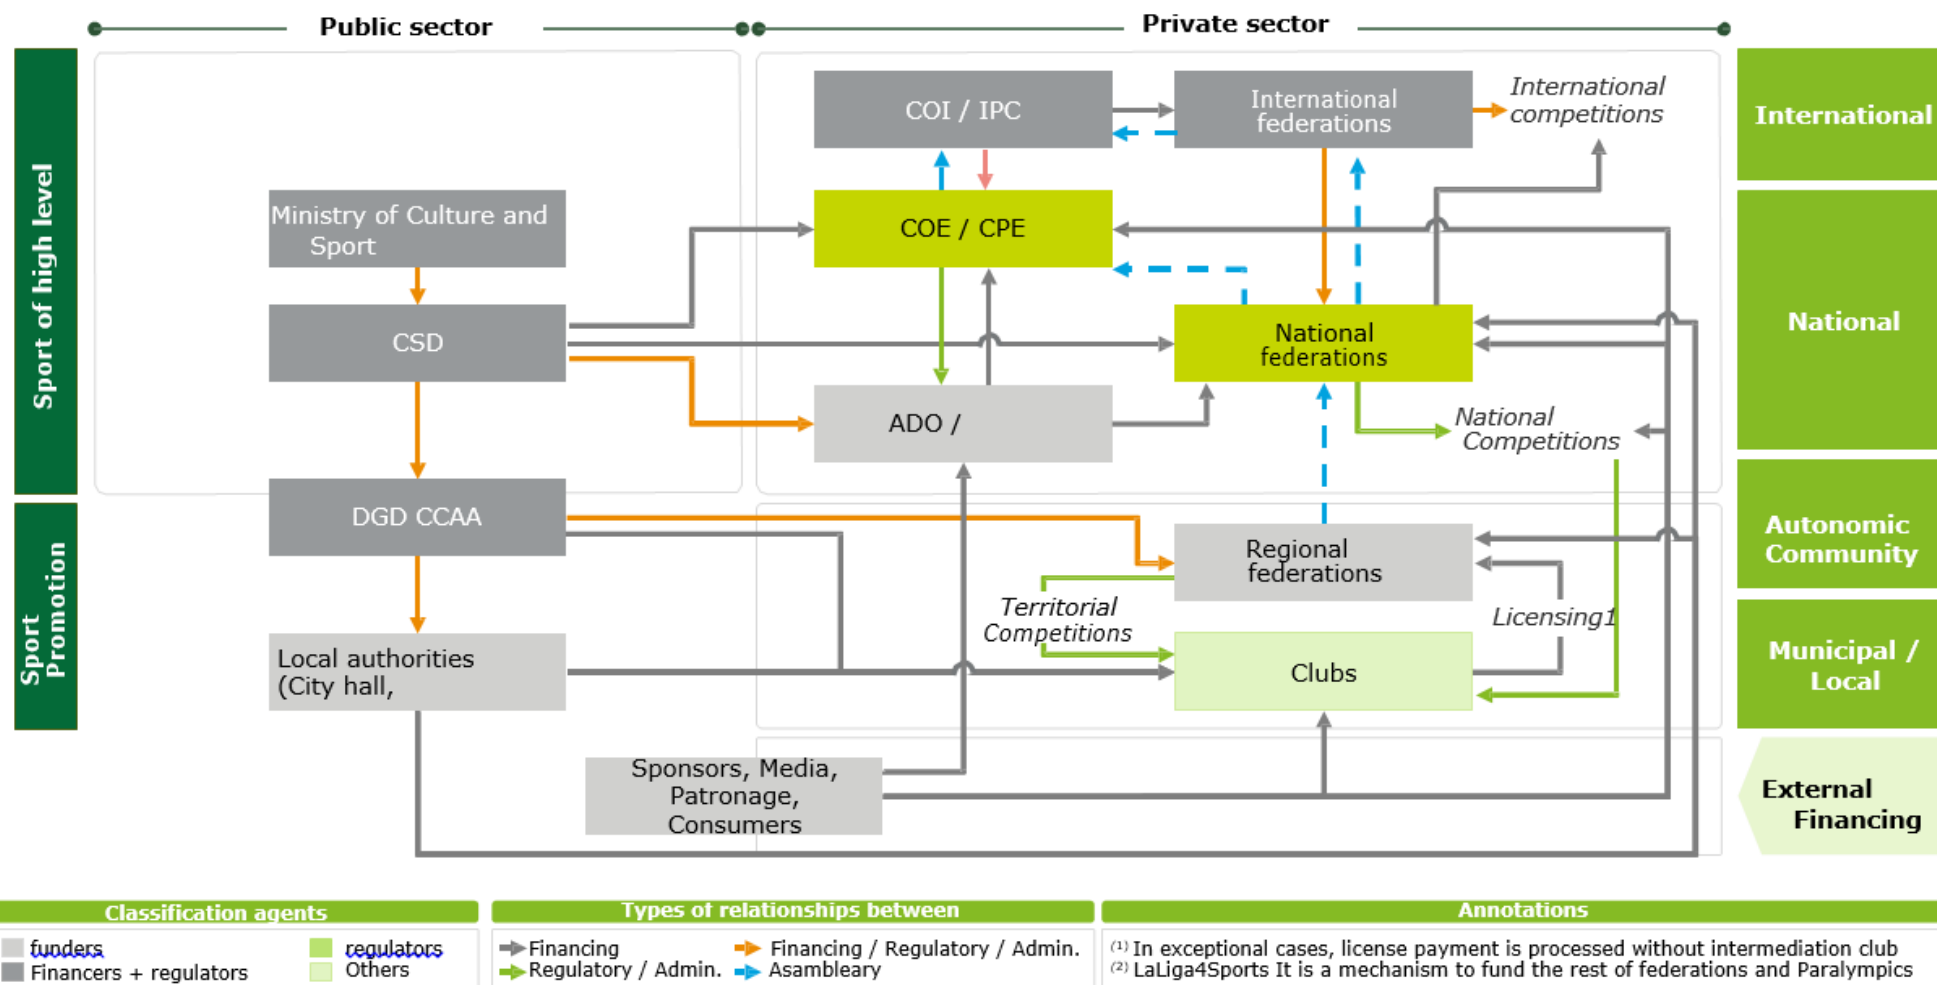 Public sector
Private sector
Sport of high level
Sport
Promotion
COI / IPC
International
federations
International
competitions
International
Ministry of Culture and
Sport
COE / CPE
CSD
National
federations
National
ADO /
National
Competitions
DGD CCAA
Regional
federations
Autonomic
Community
Territorial
Competitions
Licensing1
Local authorities
(City hall,
Clubs
Municipal /
Local
Sponsors, Media,
Patronage,
Consumers
External
Financing
Classification agents
funders
regulators
Financers + regulators
Others
Types of relationships between
Financing
Financing / Regulatory / Admin.
Regulatory / Admin.
Asambleary
Annotations
(1) In exceptional cases, license payment is processed without intermediation club
(2) LaLiga4Sports It is a mechanism to fund the rest of federations and Paralympics